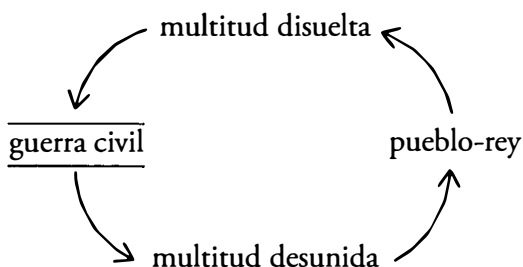 multitud disuelta
guerra civil
pueblo-rey
multitud desunida